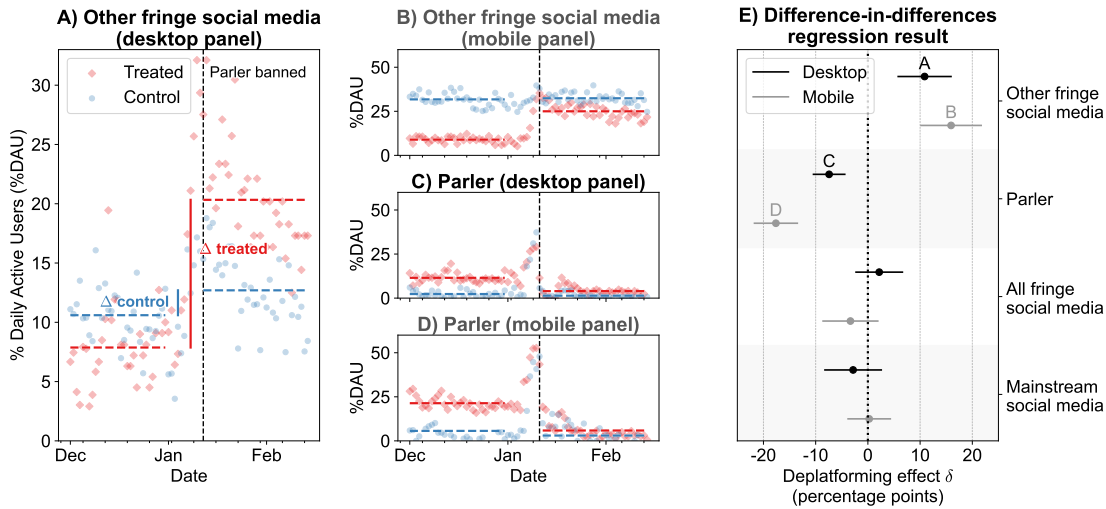 A) Other fringe social media
(desktop panel)
% Daily Active Users (%DAU)
30
25
20
15
10
5
0
Treated
Control
Parler banned
Δ treated
Δ control
Dec
Jan
Feb
Date
B) Other fringe social media
(mobile panel)
%DAU
50
25
0
C) Parler (desktop panel)
%DAU
50
25
0
D) Parler (mobile panel)
%DAU
50
25
0
Dec
Jan
Feb
Date
E) Difference-in-differences
regression result
Desktop
Mobile
A
B
C
D
Other fringe
social media
Parler
All fringe
social media
Mainstream
social media
-20
-10
0
10
20
Deplatforming effect δ
(percentage points)